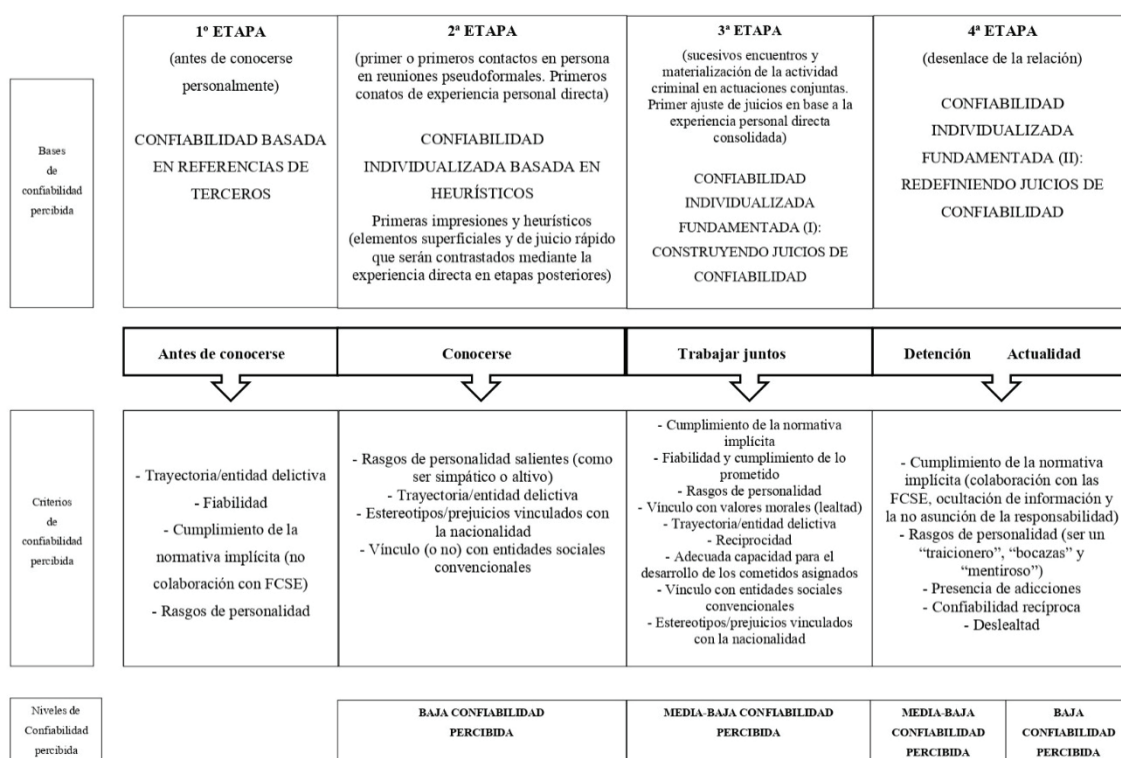 1º ETAPA
(antes de conocerse
personalmente)
CONFIABILIDAD BASADA
EN REFERENCIAS DE
TERCEROS
2ª ETAPA
(primer o primeros contactos en persona
en reuniones pseudoformales. Primeros
conatos de experiencia personal directa)
CONFIABILIDAD
INDIVIDUALIZADA BASADA EN
HEURÍSTICOS
Primeras impresiones y heurísticos
(elementos superficiales y de juicio rápido
que serán contrastados mediante la
experiencia directa en etapas posteriores)
3ª ETAPA
(sucesivos encuentros y
materialización de la actividad
criminal en actuaciones conjuntas.
Primer ajuste de juicios en base a la
experiencia personal directa
consolidada)
CONFIABILIDAD
INDIVIDUALIZADA
FUNDAMENTADA (I):
CONSTRUYENDO JUICIOS DE
CONFIABILIDAD
4ª ETAPA
(desenlace de la relación)
CONFIABILIDAD
INDIVIDUALIZADA
FUNDAMENTADA (II):
REDEFINIENDO JUICIOS DE
CONFIABILIDAD
Bases
de
confiabilidad
percibida
Antes de conocerse
Conocerse
Trabajar juntos
Detención Actualidad
Criterios
de
confiabilidad
percibida
- Trayectoria/entidad delictiva
- Fiabilidad
- Cumplimiento de la
normativa implícita (no
colaboración con FCSE)
- Rasgos de personalidad
- Rasgos de personalidad salientes (como
ser simpático o altivo)
- Trayectoria/entidad delictiva
- Estereotipos/prejuicios vinculados con
la nacionalidad
- Vínculo (o no) con entidades sociales
convencionales
- Cumplimiento de la normativa
implícita
- Fiabilidad y cumplimiento de lo
prometido
- Rasgos de personalidad
- Vínculo con valores morales (lealtad)
- Trayectoria/entidad delictiva
- Reciprocidad
- Adecuada capacidad para el
desarrollo de los cometidos asignados
- Vínculo con entidades sociales
convencionales
- Estereotipos/prejuicios vinculados
con la nacionalidad
- Cumplimiento de la normativa
implícita (colaboración con las
FCSE, ocultación de información y
la no asunción de la responsabilidad)
- Rasgos de personalidad (ser un
“traicionero”, “bocazas” y
“mentiroso”)
- Presencia de adicciones
- Confiabilidad recíproca
- Deslealtad
Niveles de
Confiabilidad
percibida
BAJA CONFIABILIDAD
PERCIBIDA
MEDIA-BAJA CONFIABILIDAD
PERCIBIDA
MEDIA-BAJA
CONFIABILIDAD
PERCIBIDA
BAJA
CONFIABILIDAD
PERCIBIDA